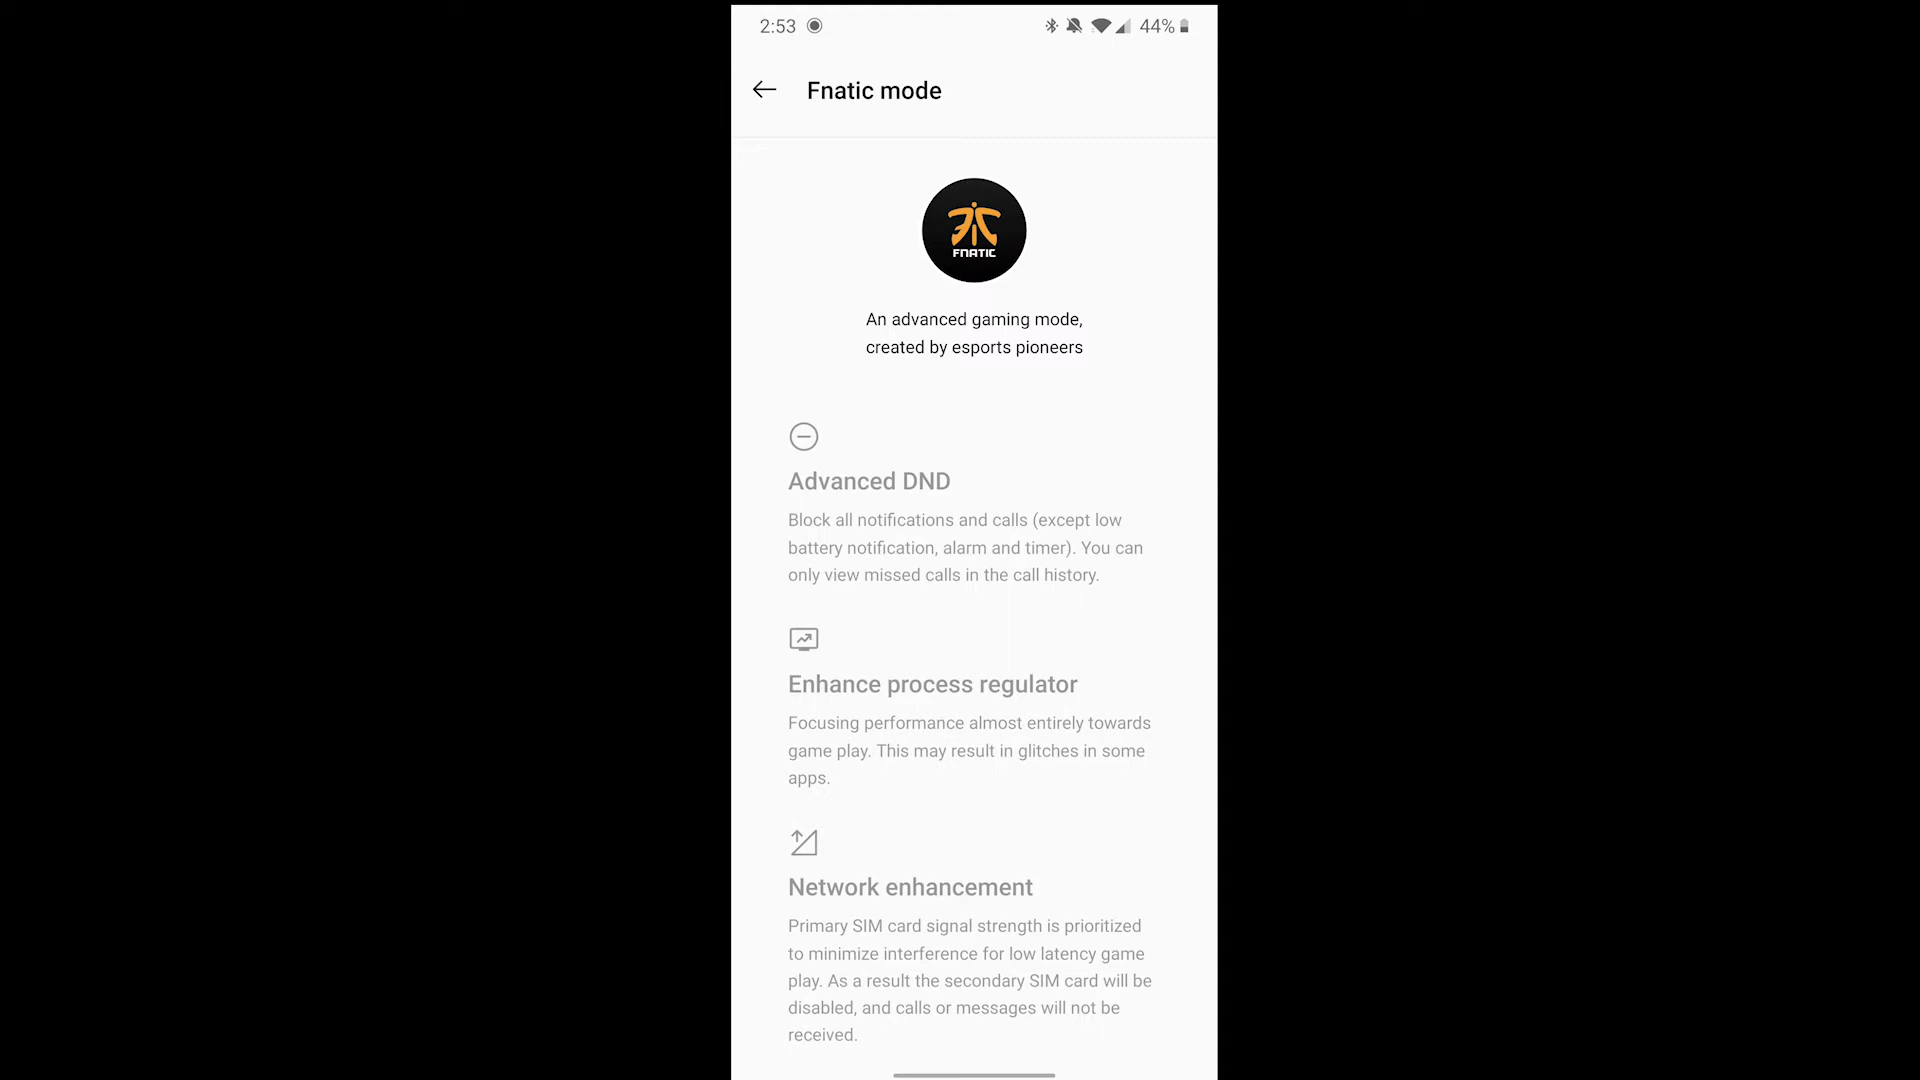 2:53
44%
Fnatic mode
FNATIC
An advanced gaming mode,
created by esports pioneers
Advanced DND
Block all notifications and calls (except low
battery notification, alarm and timer). You can
only view missed calls in the call history.
Enhance process regulator
Focusing performance almost entirely towards
game play. This may result in glitches in some
apps.
Network enhancement
Primary SIM card signal strength is prioritized
to minimize interference for low latency game
play. As a result the secondary SIM card will be
disabled, and calls or messages will not be
received.